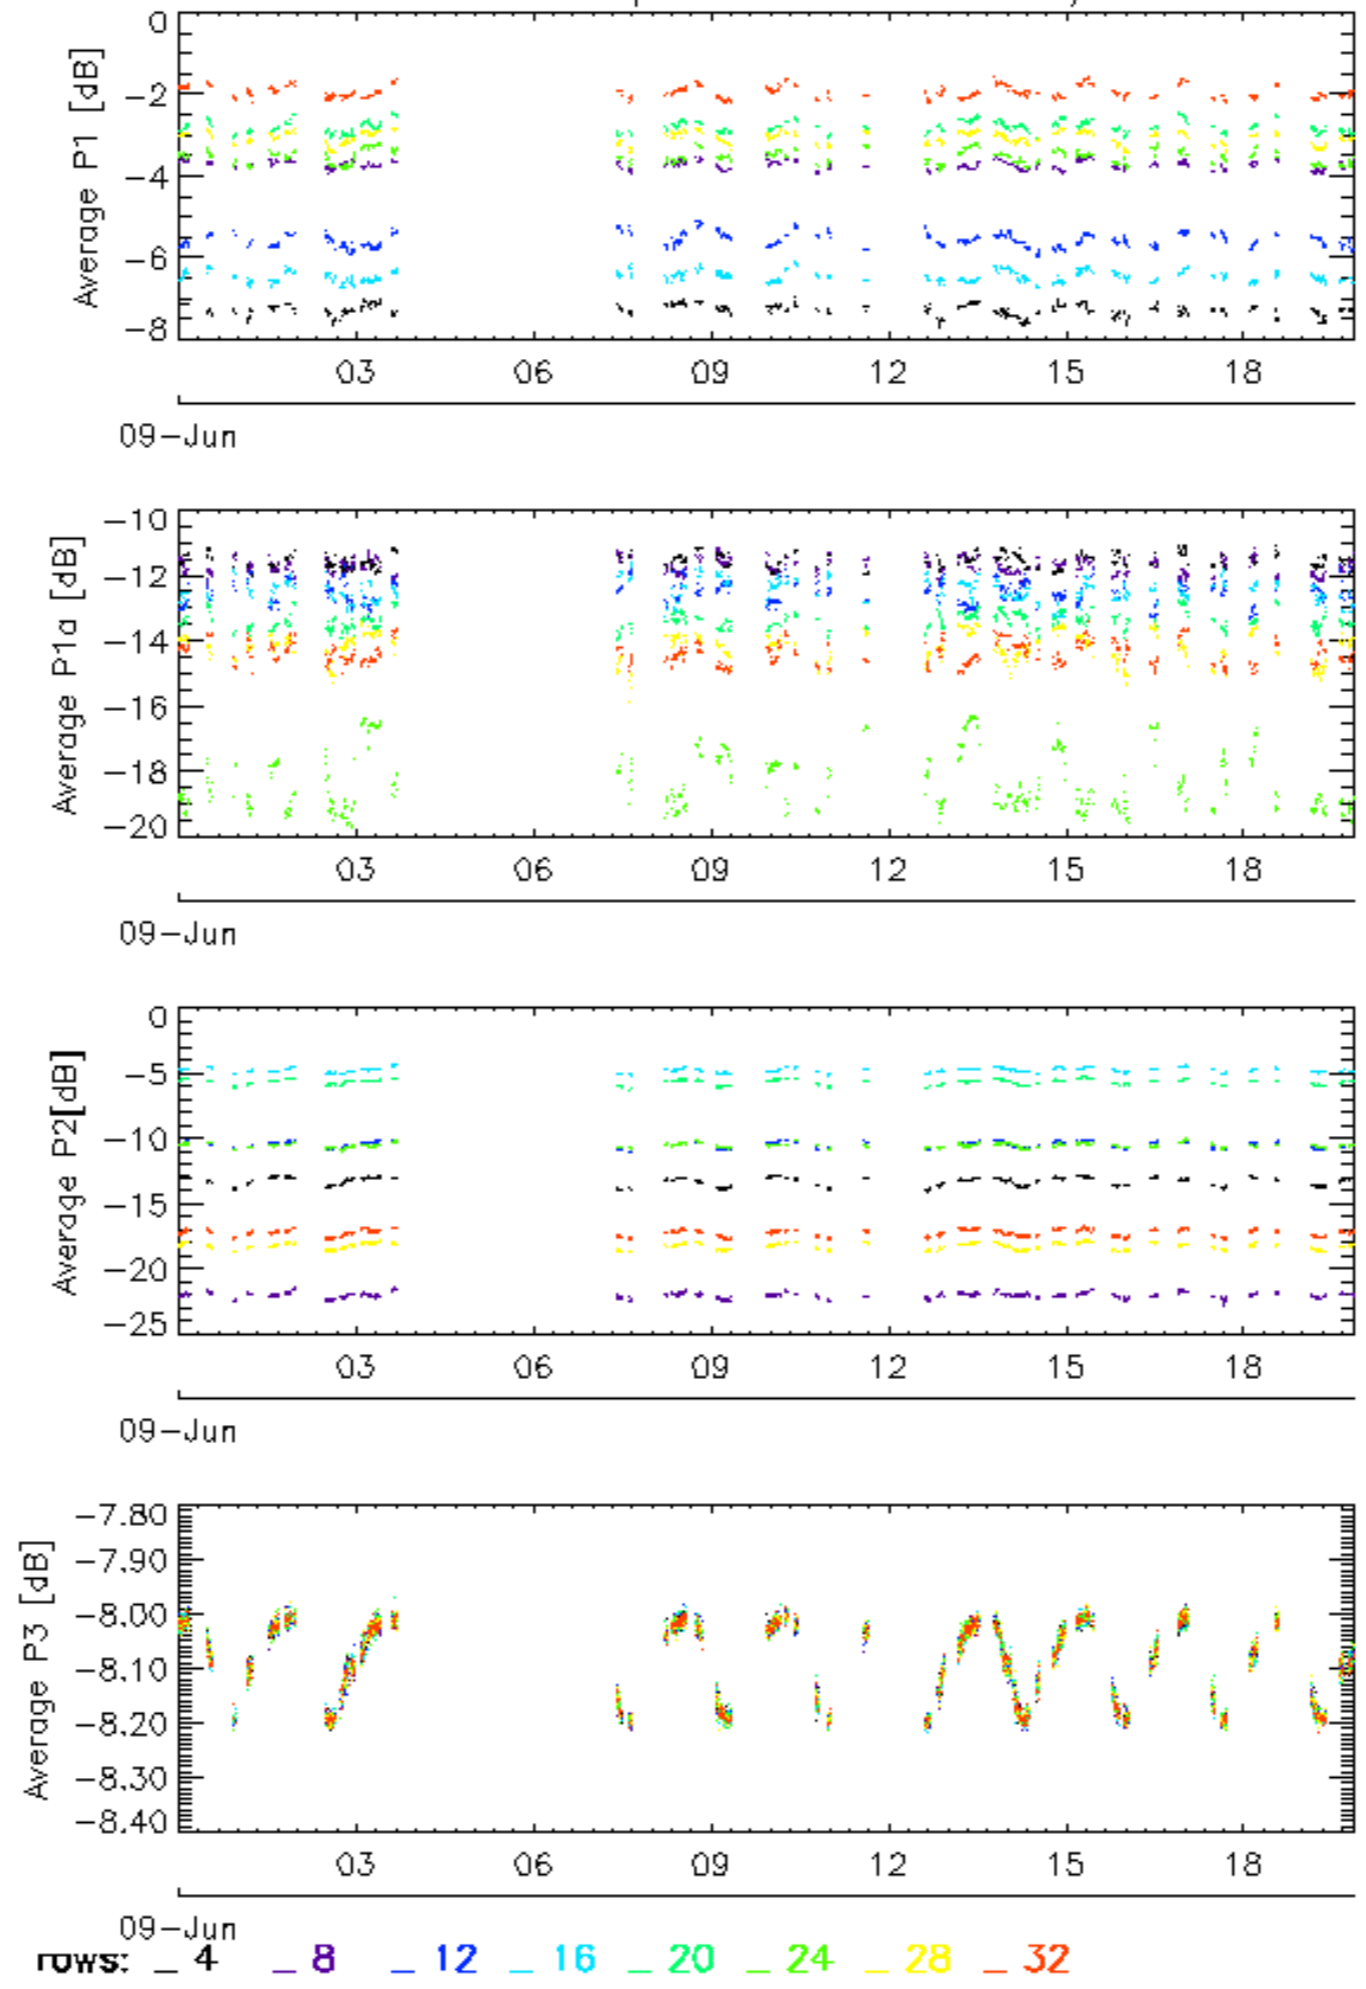 Average P1 [dB]
0
−2
−4
−6
−8
03 06 09 12 15 18
09−Jun
Average P1a [dB]
−10
−12
−14
−16
−18
−20
03 06 09 12 15 18
09−Jun
Average P2[dB]
0
−5
−10
−15
−20
−25
03 06 09 12 15 18
09−Jun
Average P3 [dB]
−7.80
−7.90
−8.00
−8.10
−8.20
−8.30
−8.40
03 06 09 12 15 18
09−Jun
rows: _ 4 _ 8 _ 12 _ 16 _ 20 _ 24 _ 28 _ 32